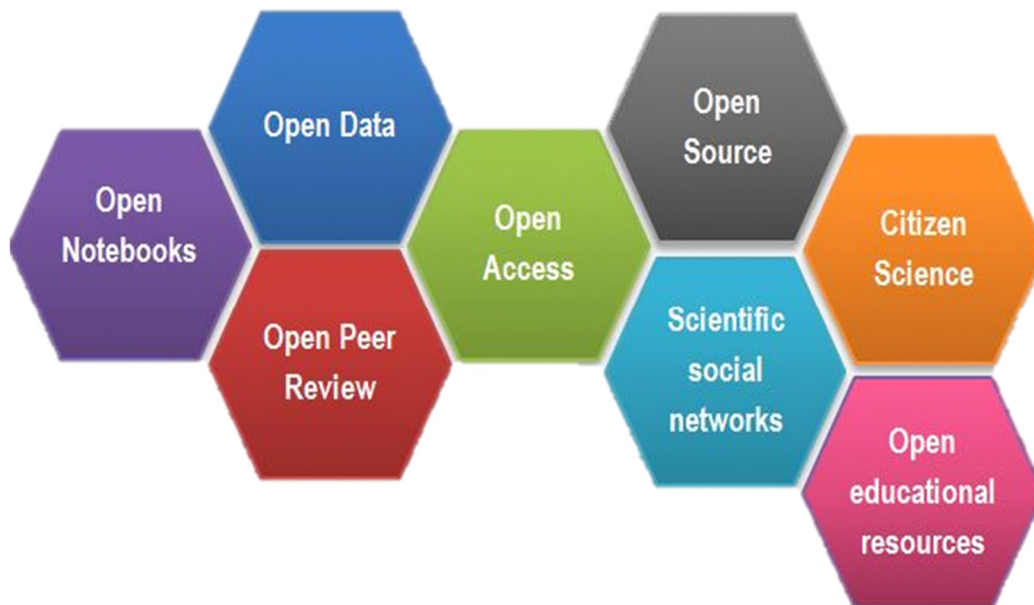 Open
Notebooks
Open Data
Open Peer
Review
Open
Access
Open
Source
Scientific
social
networks
Citizen
Science
Open
educational
resources